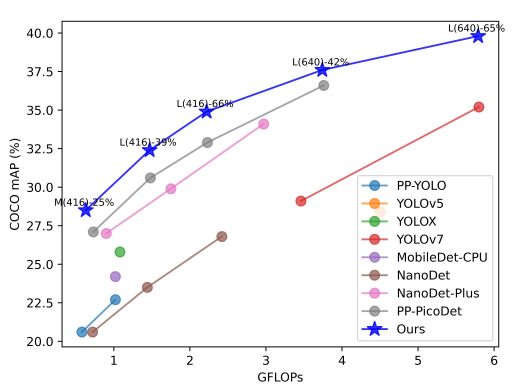 L(640)-65%
L(640)-42%
L(416)-66%
L(416)-39%
M(416)-25%
COCO mAP (%)
40.0
37.5
35.0
32.5
30.0
27.5
25.0
22.5
20.0
PP-YOLO
YOLOv5
YOLOX
YOLOv7
MobileDet-CPU
NanoDet
NanoDet-Plus
PP-PicoDet
Ours
1 2 3 4 5 6
GFLOPs